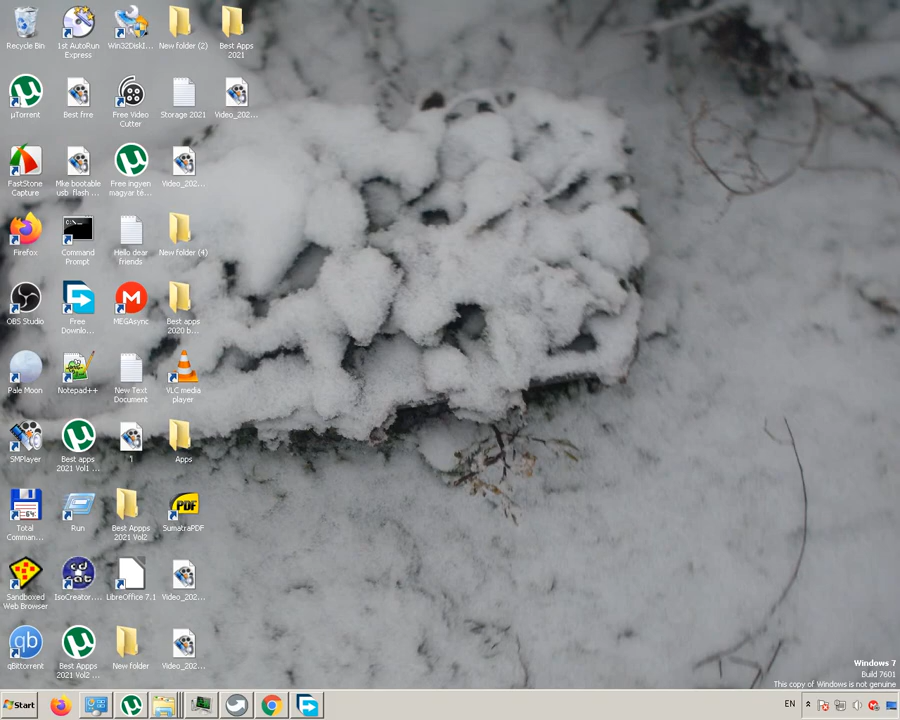 Recycle Bin
1st AutoRun
Express
Win32DiskI...
New folder (2)
Best Apps
2021
µTorrent
Best frre
Free Video
Cutter
Storage 2021
Video_202...
FastStone
Capture
Mke bootable
usb flash ...
Free ingyen
magyar té...
Video_202...
Firefox
C:\_
Command
Prompt
Hello dear
friends
New folder (4)
OBS Studio
Free
Downlo...
MEGAsync
Best apps
2020 b...
Pale Moon
Notepad++
New Text
Document
VLC media
player
SMPlayer
Best apps
2021 Vol1 ...
1
Apps
64
Total
Comman...
Run
Best Appps
2021 Vol2
PDF
SumatraPDF
Sandboxed
Web Browser
IsoCreator....
LibreOffice 7.1
Video_202...
qb
qBittorrent
Best Appps
2021 Vol2 ...
New folder
Video_202...
Windows 7
Build 7601
This copy of Windows is not genuine
Start
EN